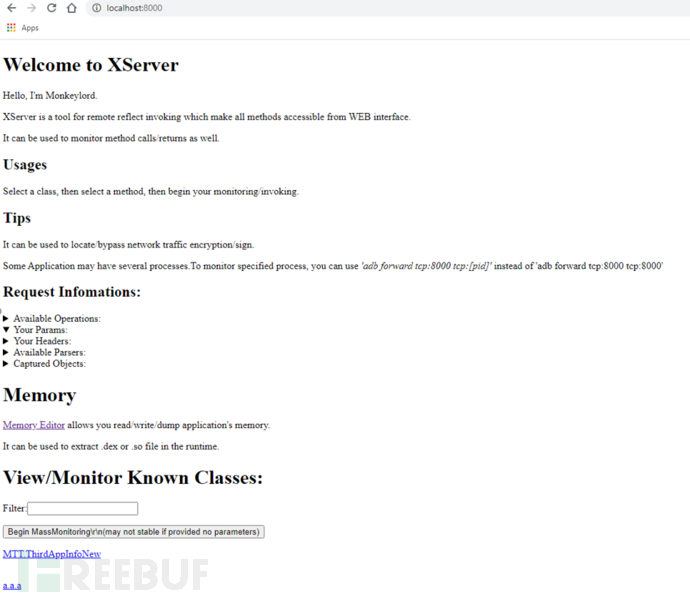 localhost:8000
Apps
Welcome to XServer
Hello, I'm Monkeylord.
XServer is a tool for remote reflect invoking which make all methods accessible from WEB interface.
It can be used to monitor method calls/returns as well.
Usages
Select a class, then select a method, then begin your monitoring/invoking.
Tips
It can be used to locate/bypass network traffic encryption/sign.
Some Application may have several processes.To monitor specified process, you can use 'adb forward tcp:8000 tcp:[pid]' instead of 'adb forward tcp:8000 tcp:8000'
Request Infomations:
Available Operations:
Your Params:
Your Headers:
Available Parsers:
Captured Objects:
Memory
Memory Editor allows you read/write/dump application's memory.
It can be used to extract .dex or .so file in the runtime.
View/Monitor Known Classes:
Filter:
Begin MassMonitoring\r\n(may not stable if provided no parameters)
MTT.ThirdAppInfoNew
a.a.a
FREEBUF